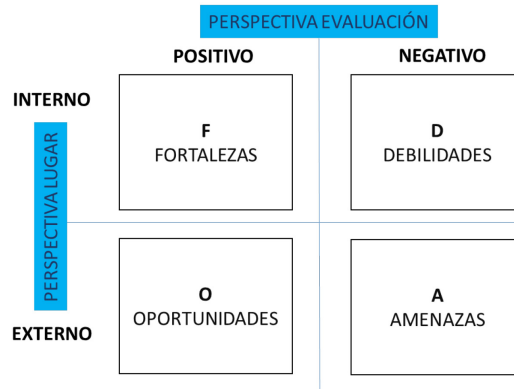 PERSPECTIVA EVALUACIÓN
POSITIVO
NEGATIVO
INTERNO
F
FORTALEZAS
D
DEBILIDADES
PERSPECTIVA LUGAR
O
OPORTUNIDADES
A
AMENAZAS
EXTERNO